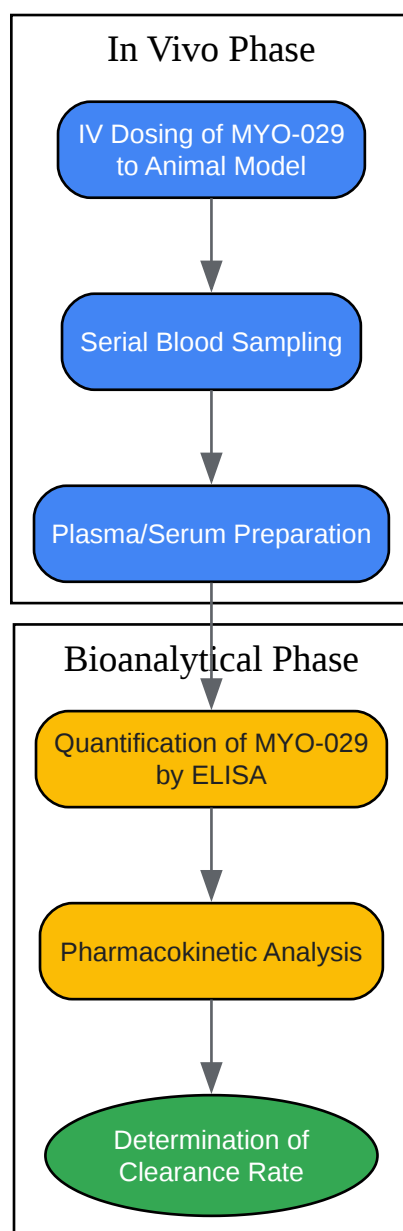 In Vivo Phase
IV Dosing of MYO-029
to Animal Model
Serial Blood Sampling
Plasma/Serum Preparation
Bioanalytical Phase
Quantification of MYO-029
by ELISA
Pharmacokinetic Analysis
Determination of
Clearance Rate